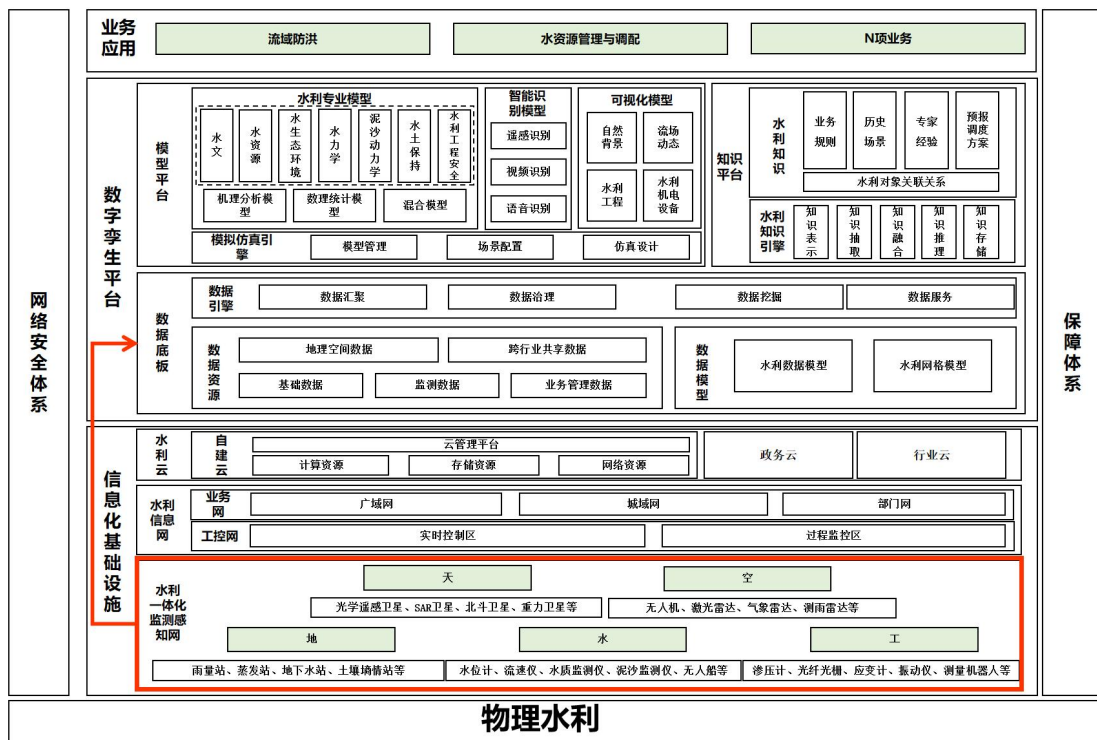 业务
应用
流域防洪
水资源管理与调配
N项业务
网络安全体系
保障体系
数字孪生平台
模型平台
水利专业模型
水文
水资源
水生态环境
水力学
泥沙动力学
水土保持
水利工程安全
机理分析模
型
数理统计模
型
混合模型
智能识
别模型
遥感识别
视频识别
语音识别
可视化模型
自然
背景
流场
动态
水利
工程
水利
机电
设备
模拟仿真引
擎
模型管理
场景配置
仿真设计
知识
平台
水利知识
业务
规则
历史
场景
专家
经验
预报
调度
方案
水利对象关联关系
水利
知识
引擎
知识表示
知识抽取
知识融合
知识推理
知识存储
数据底板
数据
引擎
数据汇聚
数据治理
数据挖掘
数据服务
数据资源
地理空间数据
跨行业共享数据
基础数据
监测数据
业务管理数据
数据模型
水利数据模型
水利网格模型
信息化基础设施
水利云
自建云
云管理平台
计算资源
存储资源
网络资源
政务云
行业云
水利
信息
网
业务
网
广域网
城域网
部门网
工控网
实时控制区
过程监控区
水利
一体化
监测感
知网
天
空
光学遥感卫星、SAR卫星、北斗卫星、重力卫星等
无人机、激光雷达、气象雷达、测雨雷达等
地
水
工
雨量站、蒸发站、地下水站、土壤墒情站等
水位计、流速仪、水质监测仪、泥沙监测仪、无人船等
渗压计、光纤光栅、应变计、振动仪、测量机器人等
物理水利